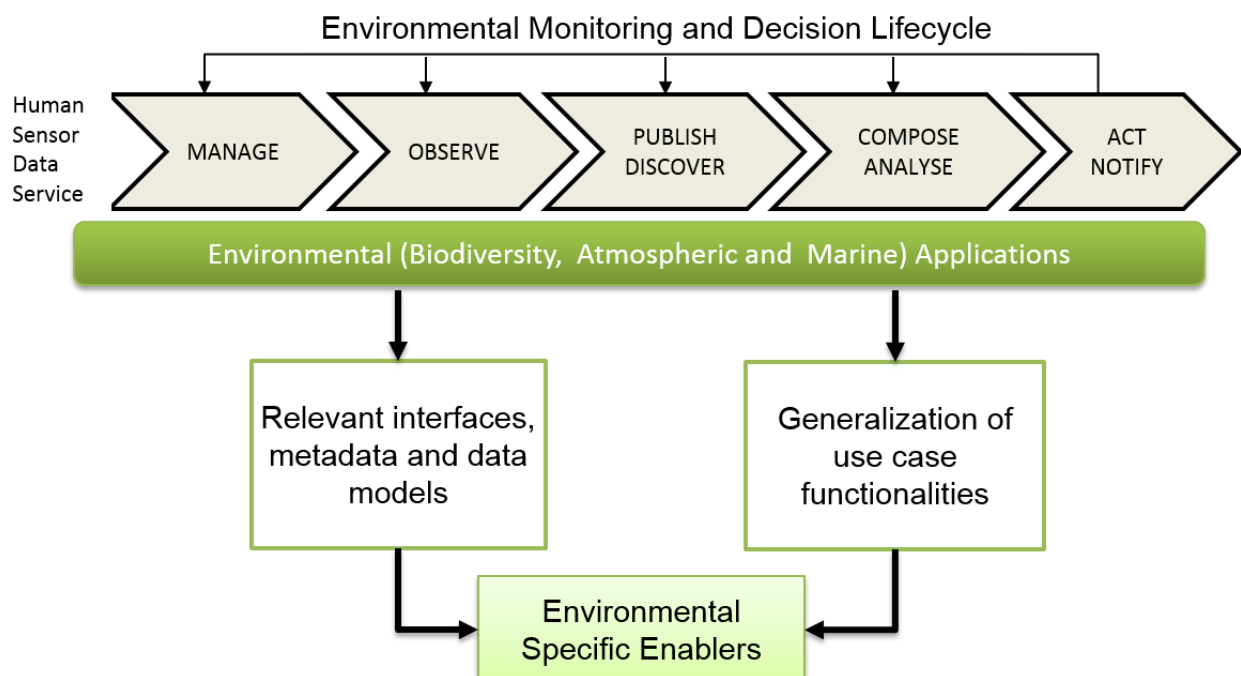 Environmental Monitoring and Decision Lifecycle
Human
Sensor
Data
Service
MANAGE
OBSERVE
PUBLISH
DISCOVER
COMPOSE
ANALYSE
ACT
NOTIFY
Environmental (Biodiversity, Atmospheric and Marine) Applications
Relevant interfaces,
metadata and data
models
Generalization of
use case
functionalities
Environmental
Specific Enablers